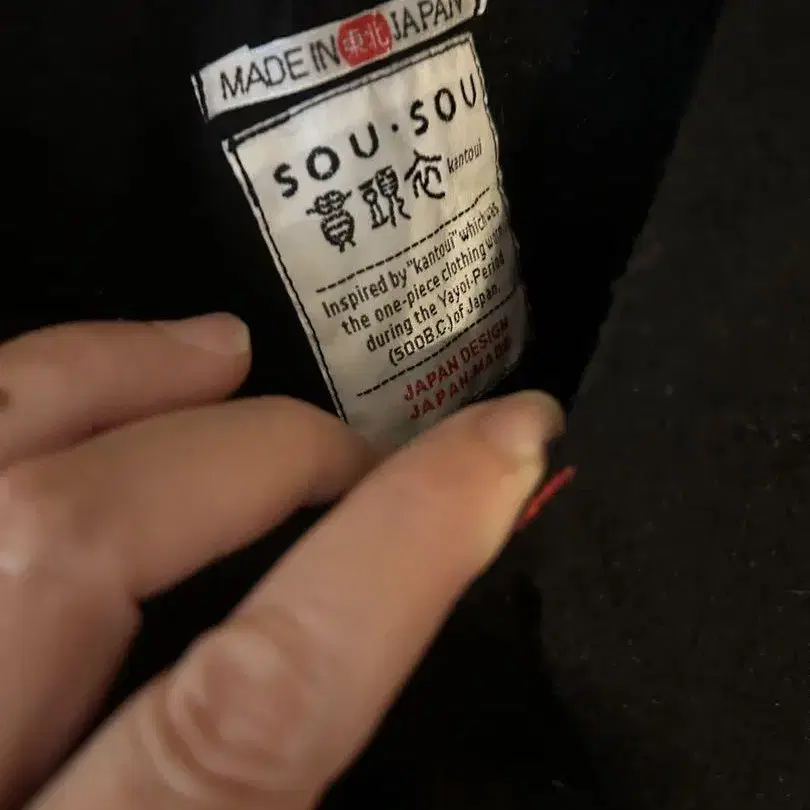 MADE IN 東北 JAPAN
SOU・SOU
貫頭衣 kantoui
Inspired by "kantoui" which was
the one-piece clothing worn
during the Yayoi-Period
(500B.C.) of Japan.
JAPAN DESIGN
JAPAN MADE